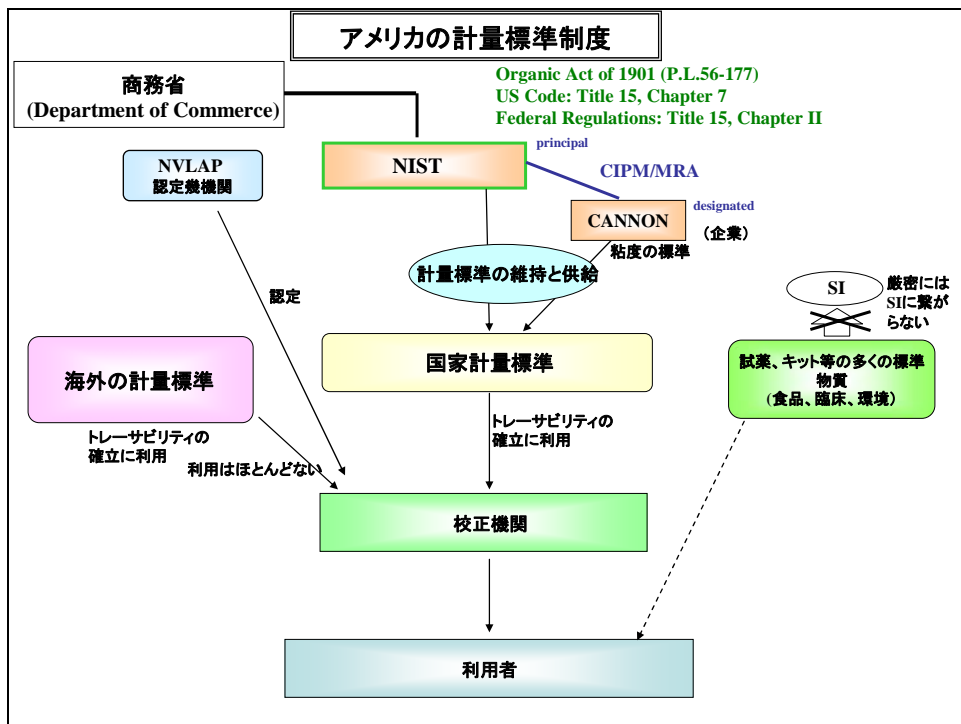 アメリカの計量標準制度
商務省
(Department of Commerce)
Organic Act of 1901 (P.L.56-177)
US Code: Title 15, Chapter 7
Federal Regulations: Title 15, Chapter II
NVLAP
認定幾機関
NIST
principal
CIPM/MRA
CANNON
designated
(企業)
粘度の標準
計量標準の維持と供給
認定
SI
厳密には
SIに繋が
らない
海外の計量標準
国家計量標準
試薬、キット等の多くの標準
物質
(食品、臨床、環境)
トレーサビリティの
確立に利用
利用はほとんどない
トレーサビリティの
確立に利用
校正機関
利用者